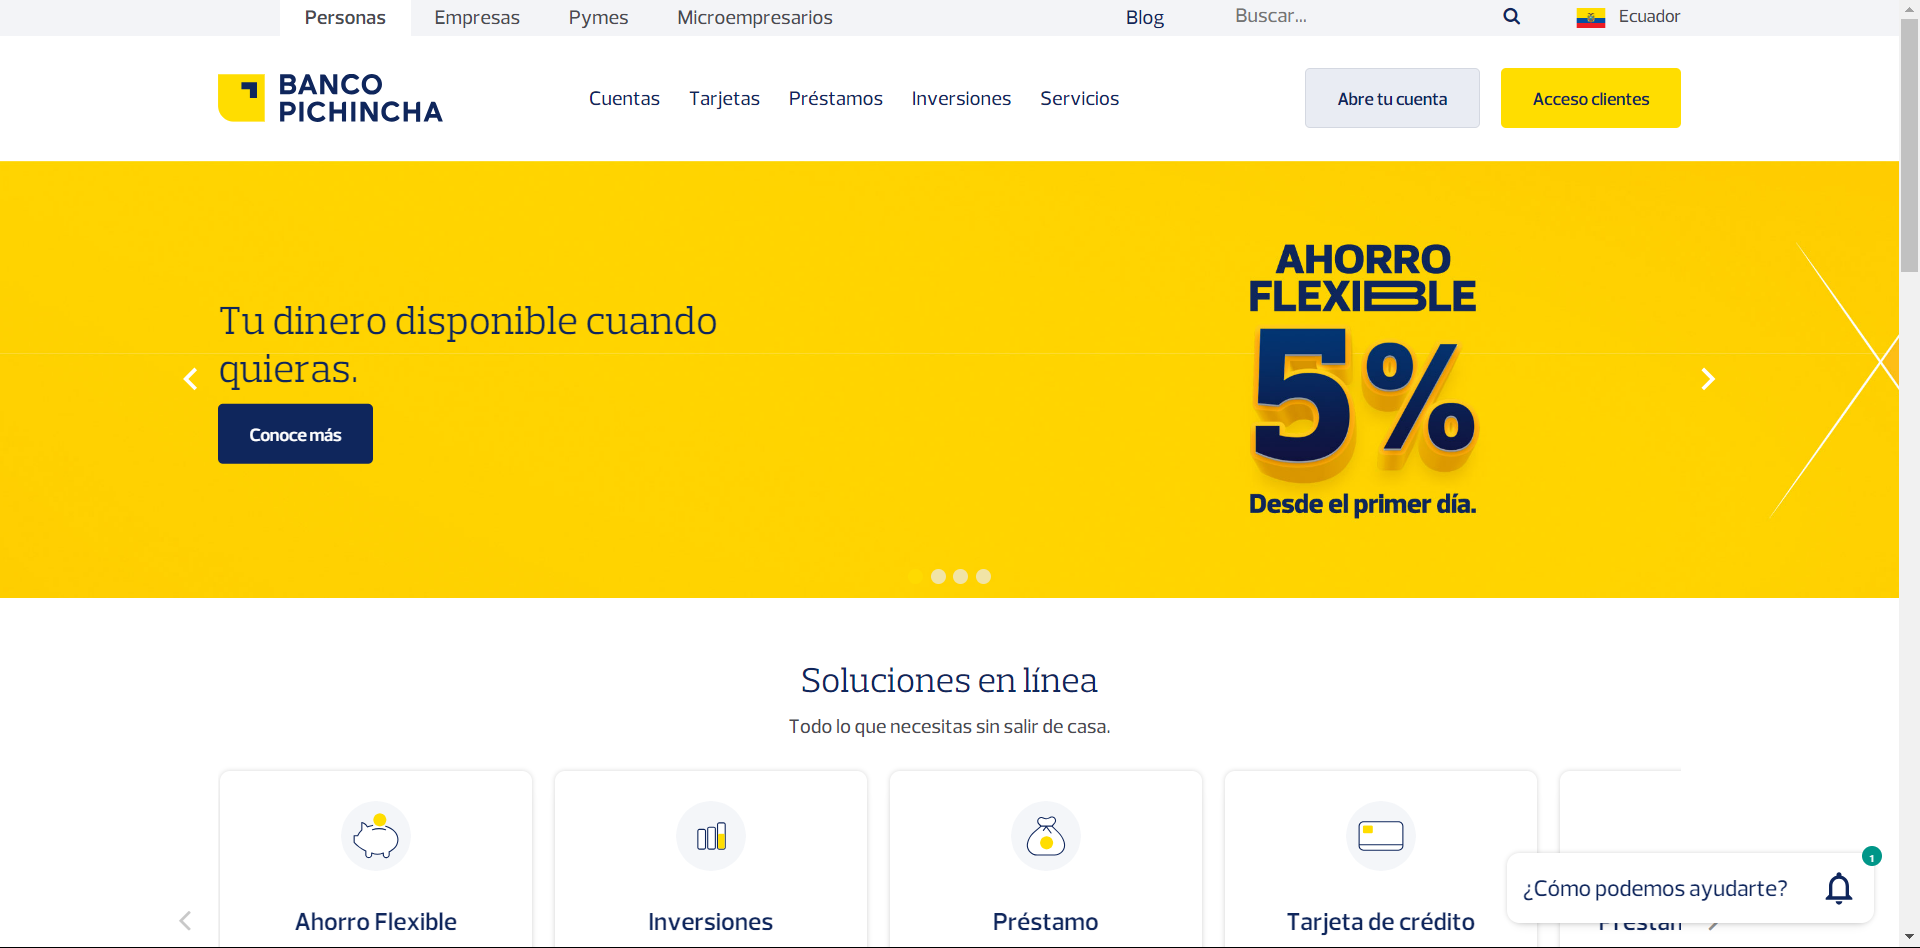 Personas Empresas Pymes Microempresarios Blog Buscar... Ecuador
BANCO
PICHINCHA
Cuentas Tarjetas Préstamos Inversiones Servicios Abre tu cuenta Acceso clientes
Tu dinero disponible cuando
quieras.
Conoce más
AHORRO
FLEXIBLE
5%
Desde el primer día.
Soluciones en línea
Todo lo que necesitas sin salir de casa.
Ahorro Flexible Inversiones Préstamo Tarjeta de crédito
¿Cómo podemos ayudarte?
1